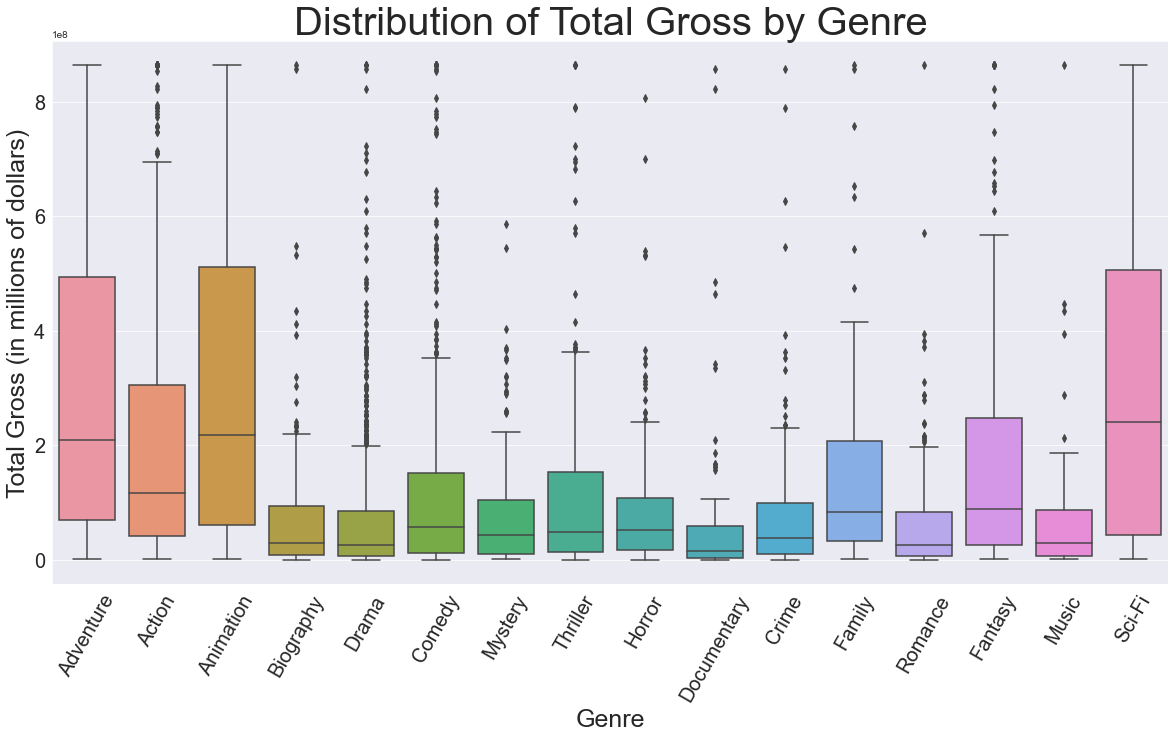 Distribution of Total Gross by Genre
1e8
Total Gross (in millions of dollars)
8
6
4
2
0
Adventure
Action
Animation
Biography
Drama
Comedy
Mystery
Thriller
Horror
Documentary
Crime
Family
Romance
Fantasy
Music
Sci-Fi
Genre